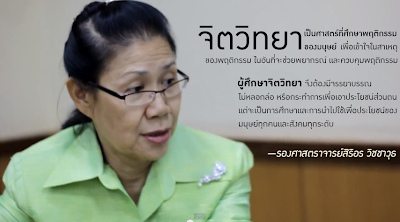 จิตวิทยา เป็นศาสตร์ที่ศึกษาพฤติกรรม
ของมนุษย์ เพื่อเข้าใจในสาเหตุ
ของพฤติกรรม ในอันที่จะช่วยพยากรณ์ และควบคุมพฤติกรรม
ผู้ศึกษาจิตวิทยา จึงต้องมีจรรยาบรรณ
ไม่หลอกล่อ หรือกระทำการเพื่อเอาประโยชน์ส่วนตน
แต่จะเป็นการศึกษาและการนำไปใช้เพื่อประโยชน์ของ
มนุษย์ทุกคนและสังคมทุกระดับ
—รองศาสตราจารย์สิริอร วิชชาวุธ